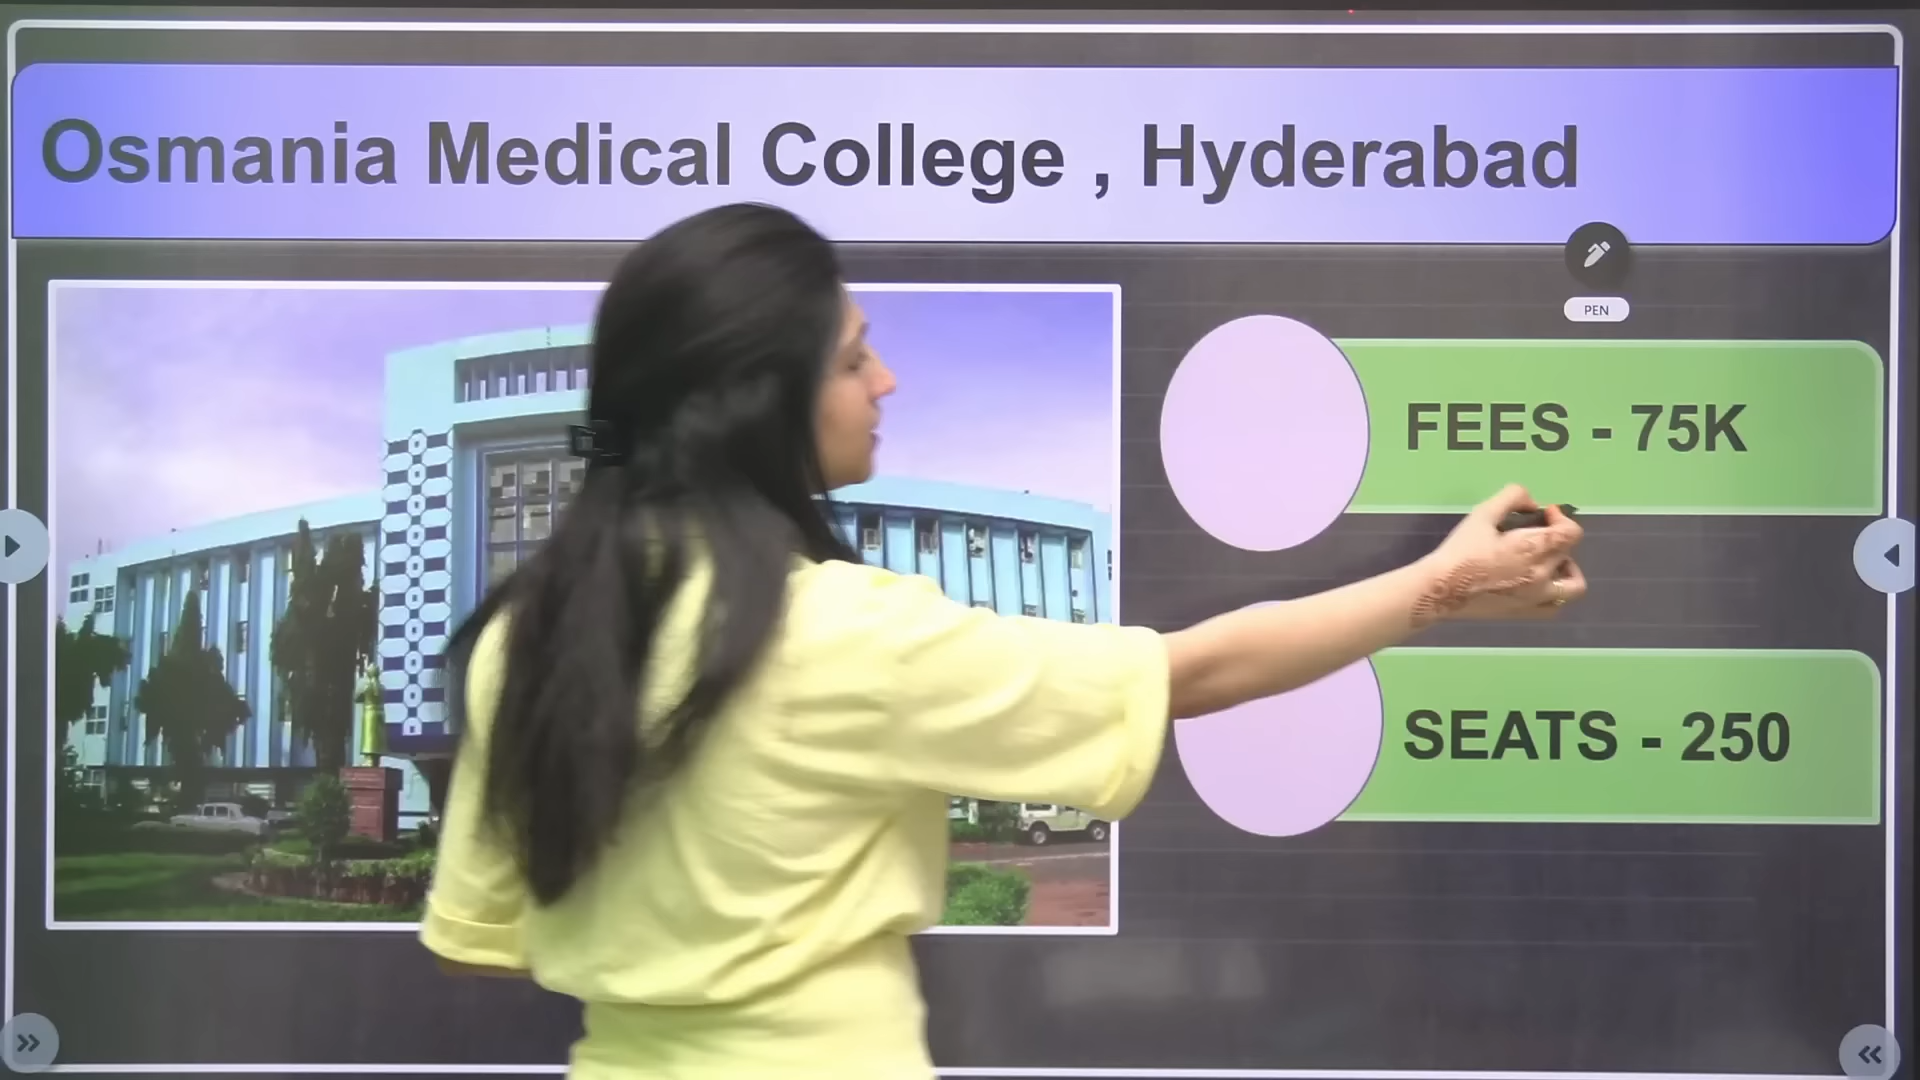 Osmania Medical College , Hyderabad
PEN
FEES - 75K
SEATS - 250